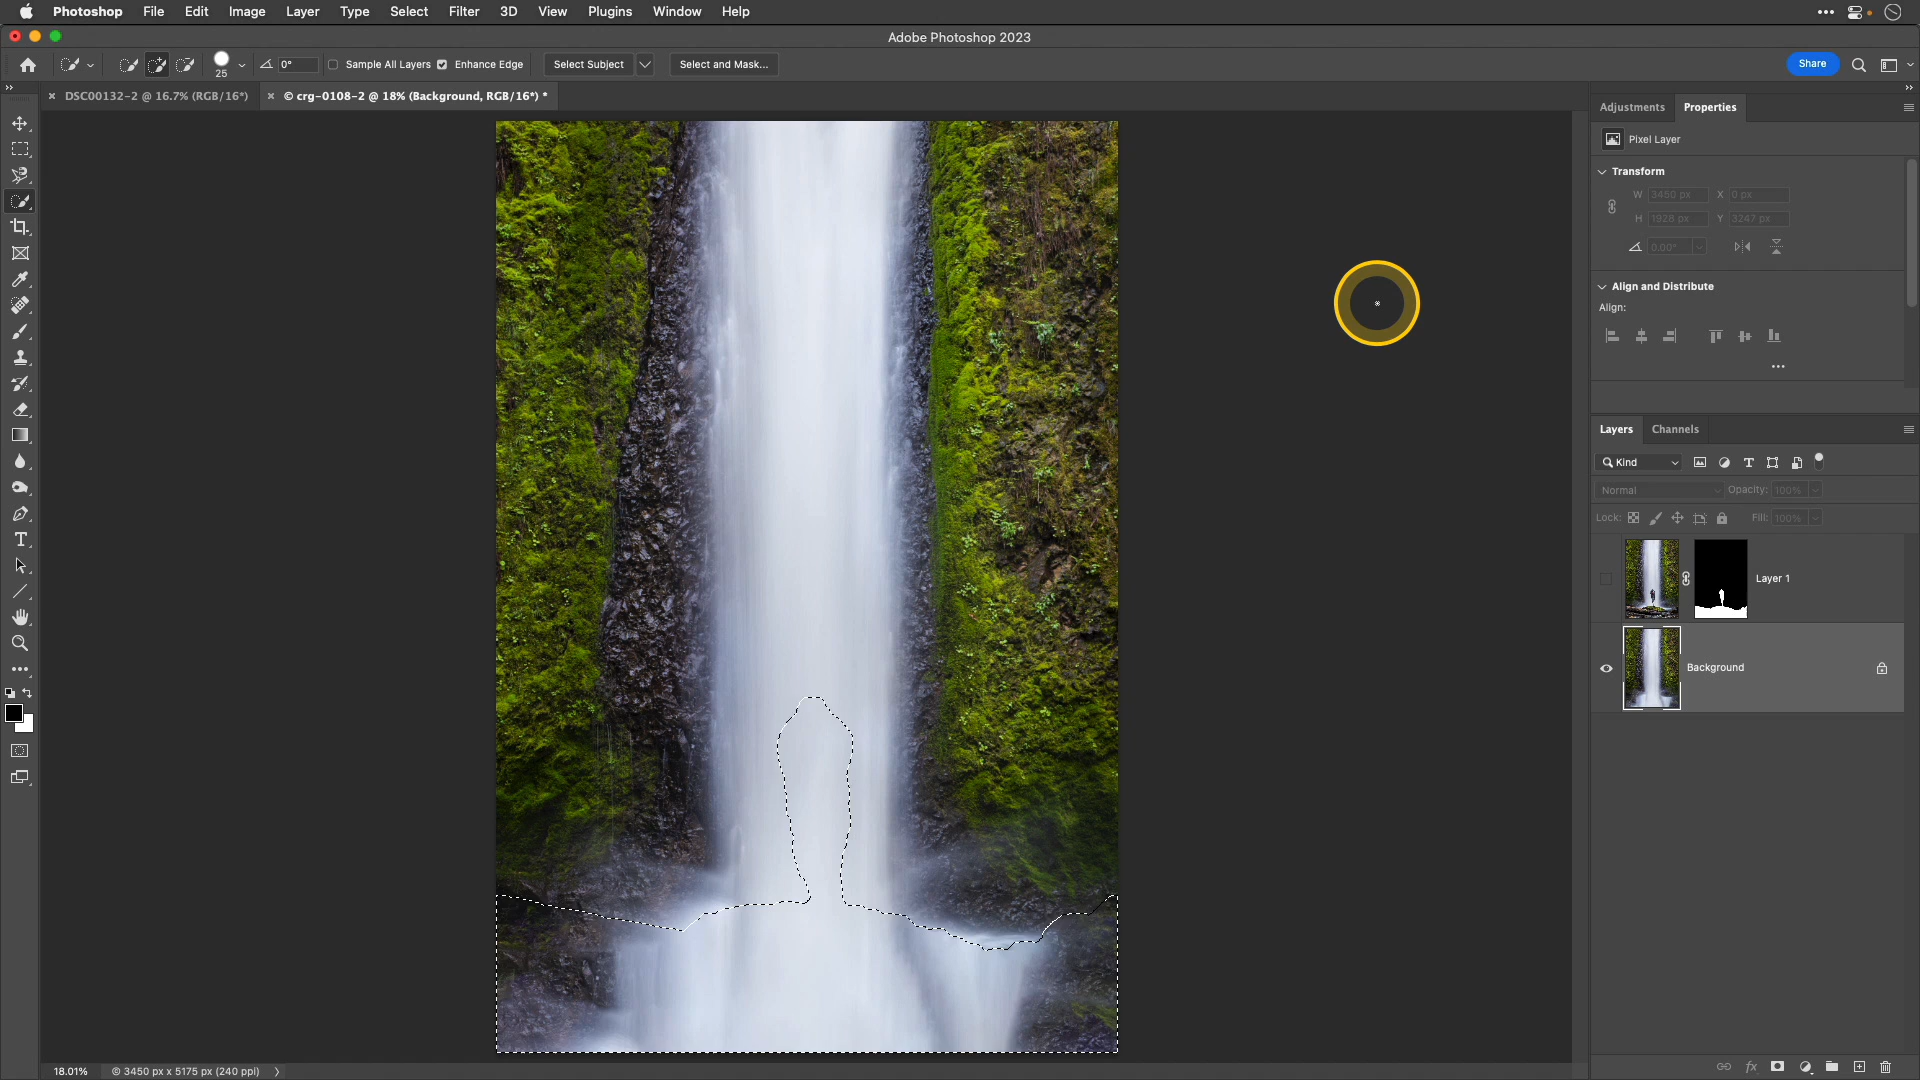 Photoshop File Edit Image Layer Type Select Filter 3D View Plugins Window Help
Adobe Photoshop 2023
25 0° Sample All Layers Enhance Edge Select Subject Select and Mask... Share
DSC00132-2 @ 16.7% (RGB/16*) © crg-0108-2 @ 18% (Background, RGB/16*) *
Adjustments Properties
Pixel Layer
Transform
W 3450 px X 0 px
H 1928 px Y 3247 px
0.00°
Align and Distribute
Align:
Layers Channels
Kind
Normal Opacity: 100%
Lock: Fill: 100%
Layer 1
Background
18.01% © 3450 px x 5175 px (240 ppi)